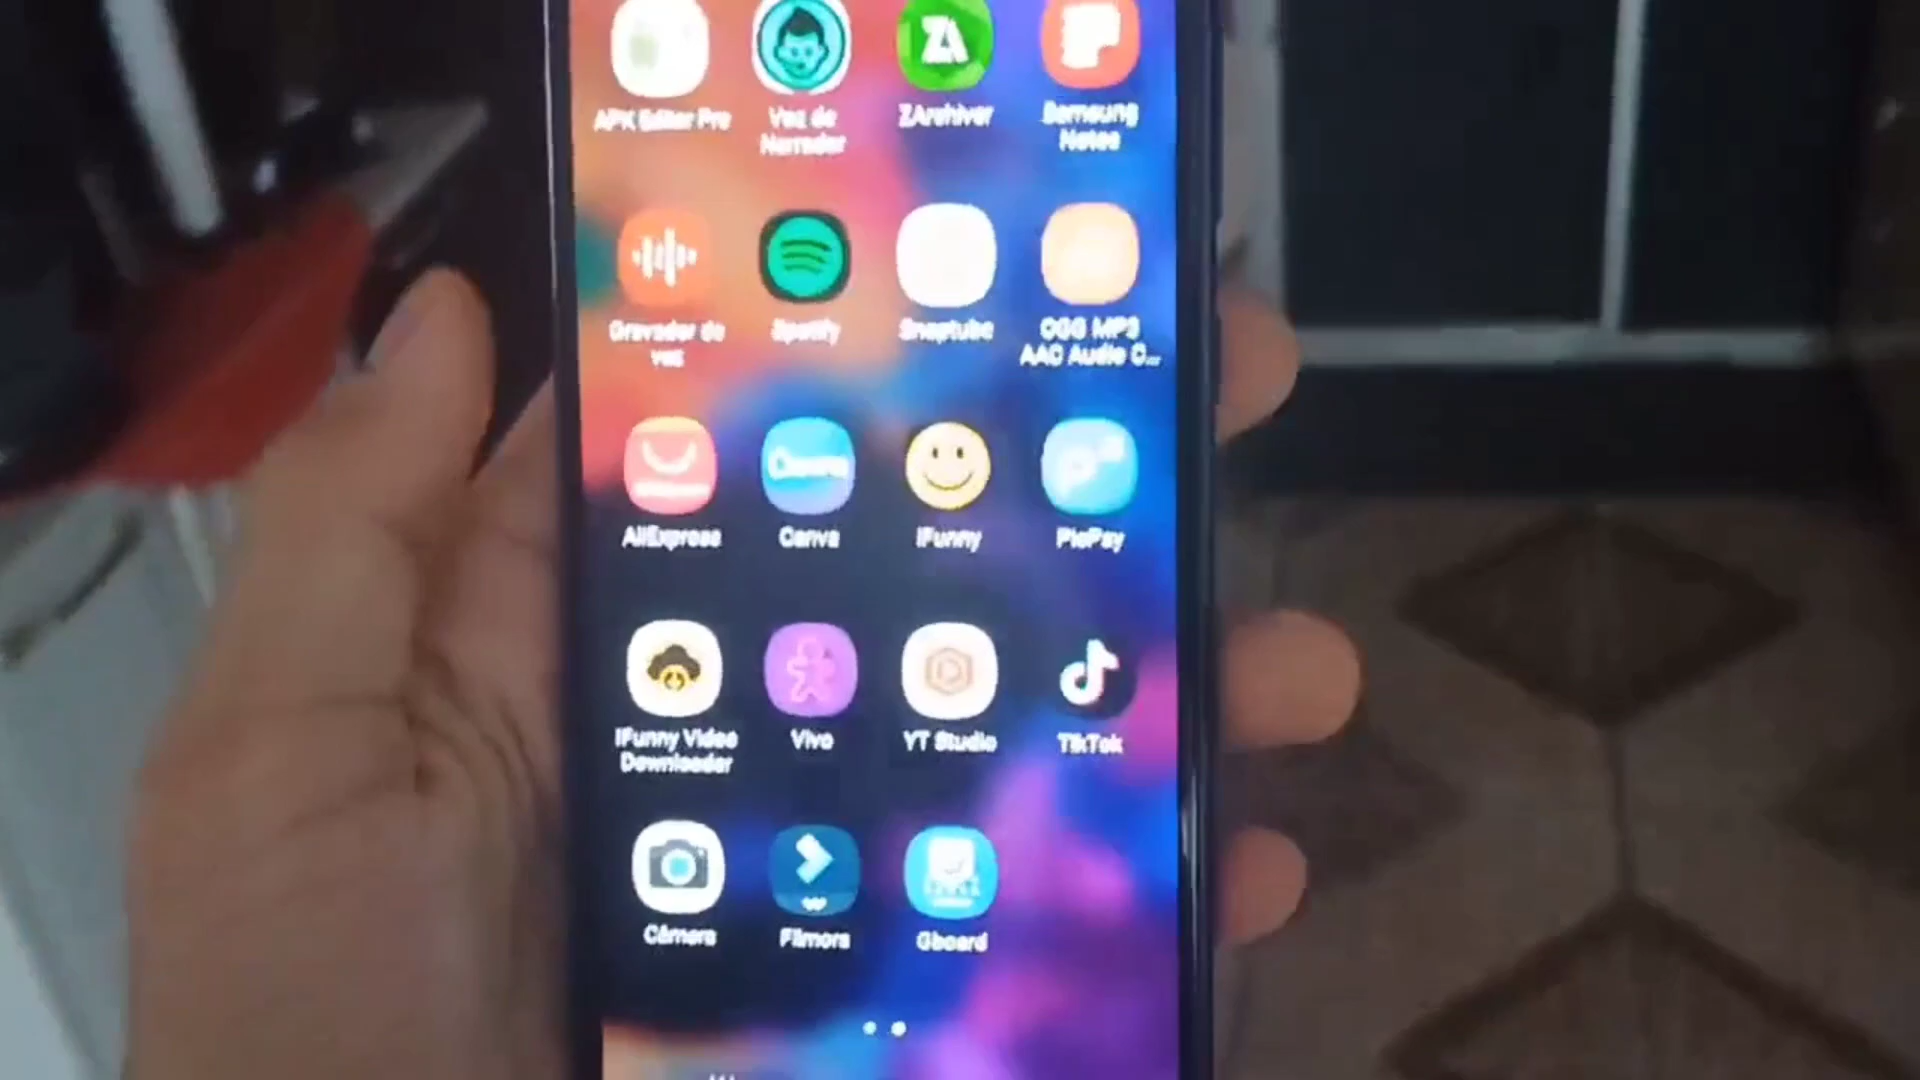 APK Editor Pro
Voz de
Narrador
ZArchiver
Samsung
Notes
Gravador de
voz
Spotify
Snaptube
OGG MP3
AAC Audio C...
AliExpress
Canva
iFunny
PicPay
iFunny Video
Downloader
Vivo
YT Studio
TikTok
Câmera
Filmora
Gboard